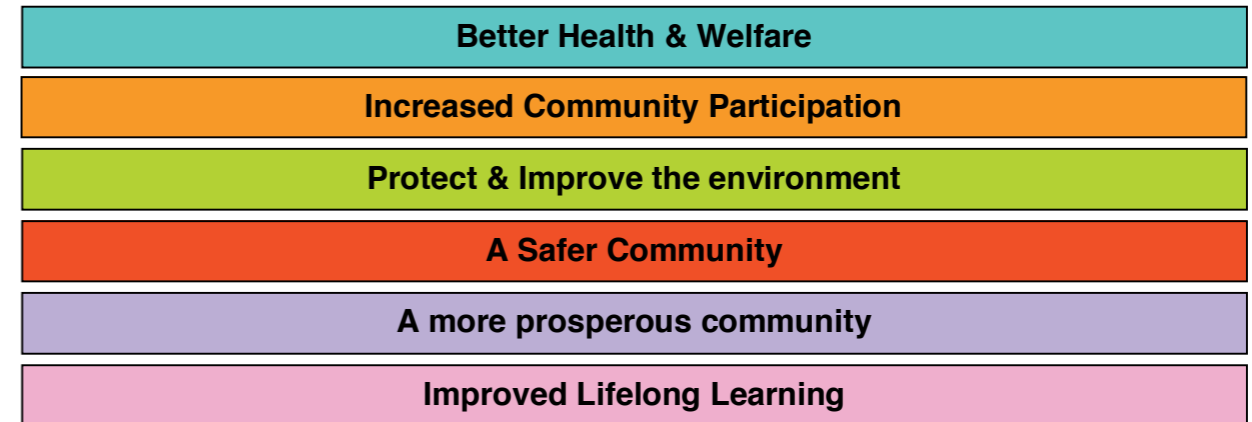 Better Health & Welfare
Increased Community Participation
Protect & Improve the environment
A Safer Community
A more prosperous community
Improved Lifelong Learning